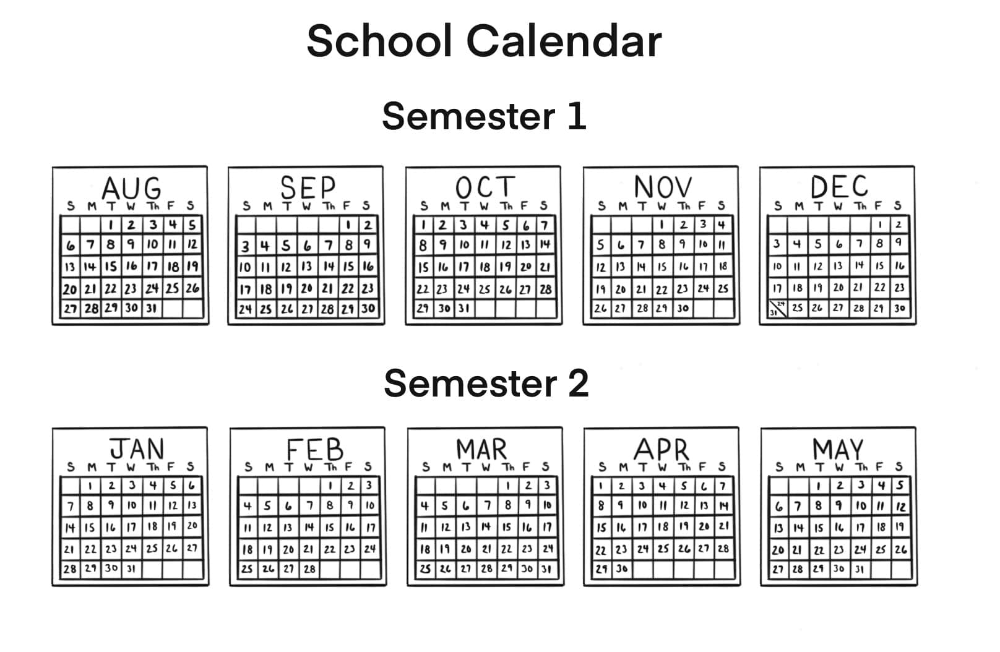 School Calendar
Semester 1
AUG
S M T W Th F S
1 2 3 4 5
6 7 8 9 10 11 12
13 14 15 16 17 18 19
20 21 22 23 24 25 26
27 28 29 30 31
SEP
S M T W Th F S
1 2
3 4 5 6 7 8 9
10 11 12 13 14 15 16
17 18 19 20 21 22 23
24 25 26 27 28 29 30
OCT
S M T W Th F S
1 2 3 4 5 6 7
8 9 10 11 12 13 14
15 16 17 18 19 20 21
22 23 24 25 26 27 28
29 30 31
NOV
S M T W Th F S
1 2 3 4
5 6 7 8 9 10 11
12 13 14 15 16 17 18
19 20 21 22 23 24 25
26 27 28 29 30
DEC
S M T W Th F S
1 2
3 4 5 6 7 8 9
10 11 12 13 14 15 16
17 18 19 20 21 22 23
24 31 25 26 27 28 29 30
Semester 2
JAN
S M T W Th F S
1 2 3 4 5 6
7 8 9 10 11 12 13
14 15 16 17 18 19 20
21 22 23 24 25 26 27
28 29 30 31
FEB
S M T W Th F S
1 2 3
4 5 6 7 8 9 10
11 12 13 14 15 16 17
18 19 20 21 22 23 24
25 26 27 28
MAR
S M T W Th F S
1 2 3
4 5 6 7 8 9 10
11 12 13 14 15 16 17
18 19 20 21 22 23 24
25 26 27 28 29 30 31
APR
S M T W Th F S
1 2 3 4 5 6 7
8 9 10 11 12 13 14
15 16 17 18 19 20 21
22 23 24 25 26 27 28
29 30
MAY
S M T W Th F S
1 2 3 4 5
6 7 8 9 10 11 12
13 14 15 16 17 18 19
20 21 22 23 24 25 26
27 28 29 30 31